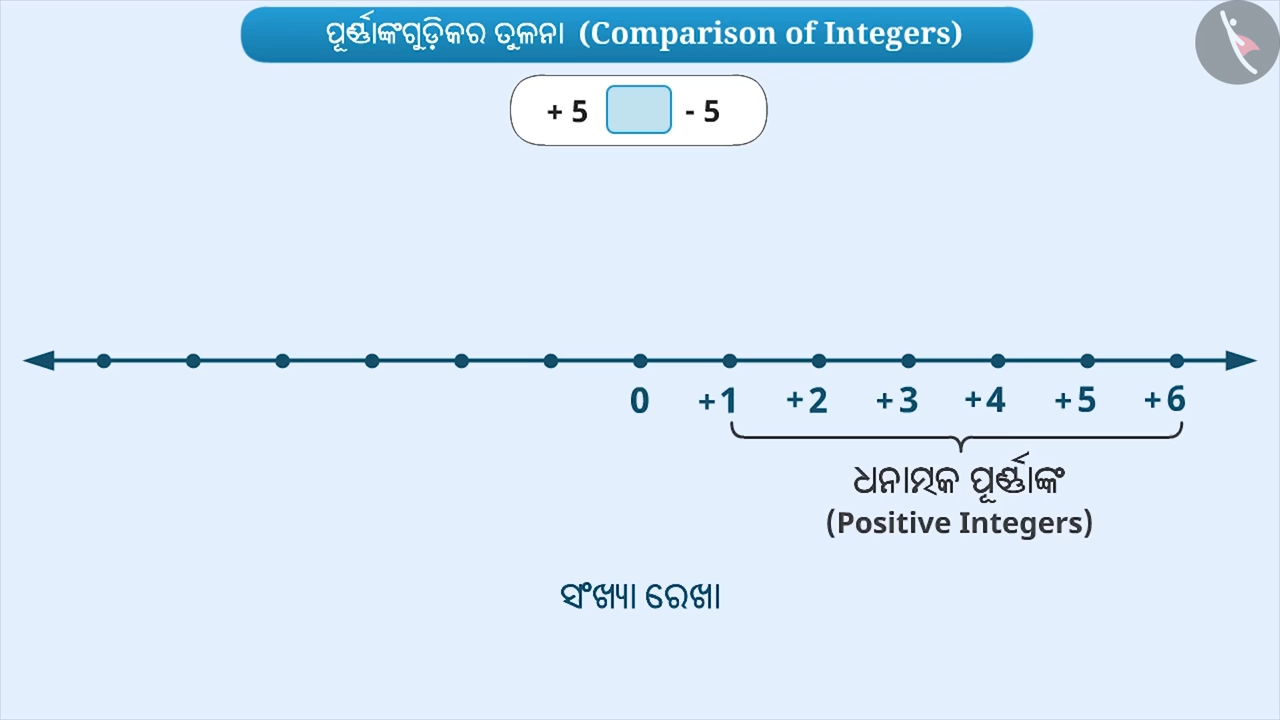 ପୂର୍ଣ୍ଣାଙ୍କଗୁଡ଼ିକର ତୁଳନା (Comparison of Integers)
+ 5 - 5
0 +1 +2 +3 +4 +5 +6
ଧନାତ୍ମକ ପୂର୍ଣ୍ଣାଙ୍କ
(Positive Integers)
ସଂଖ୍ୟା ରେଖା